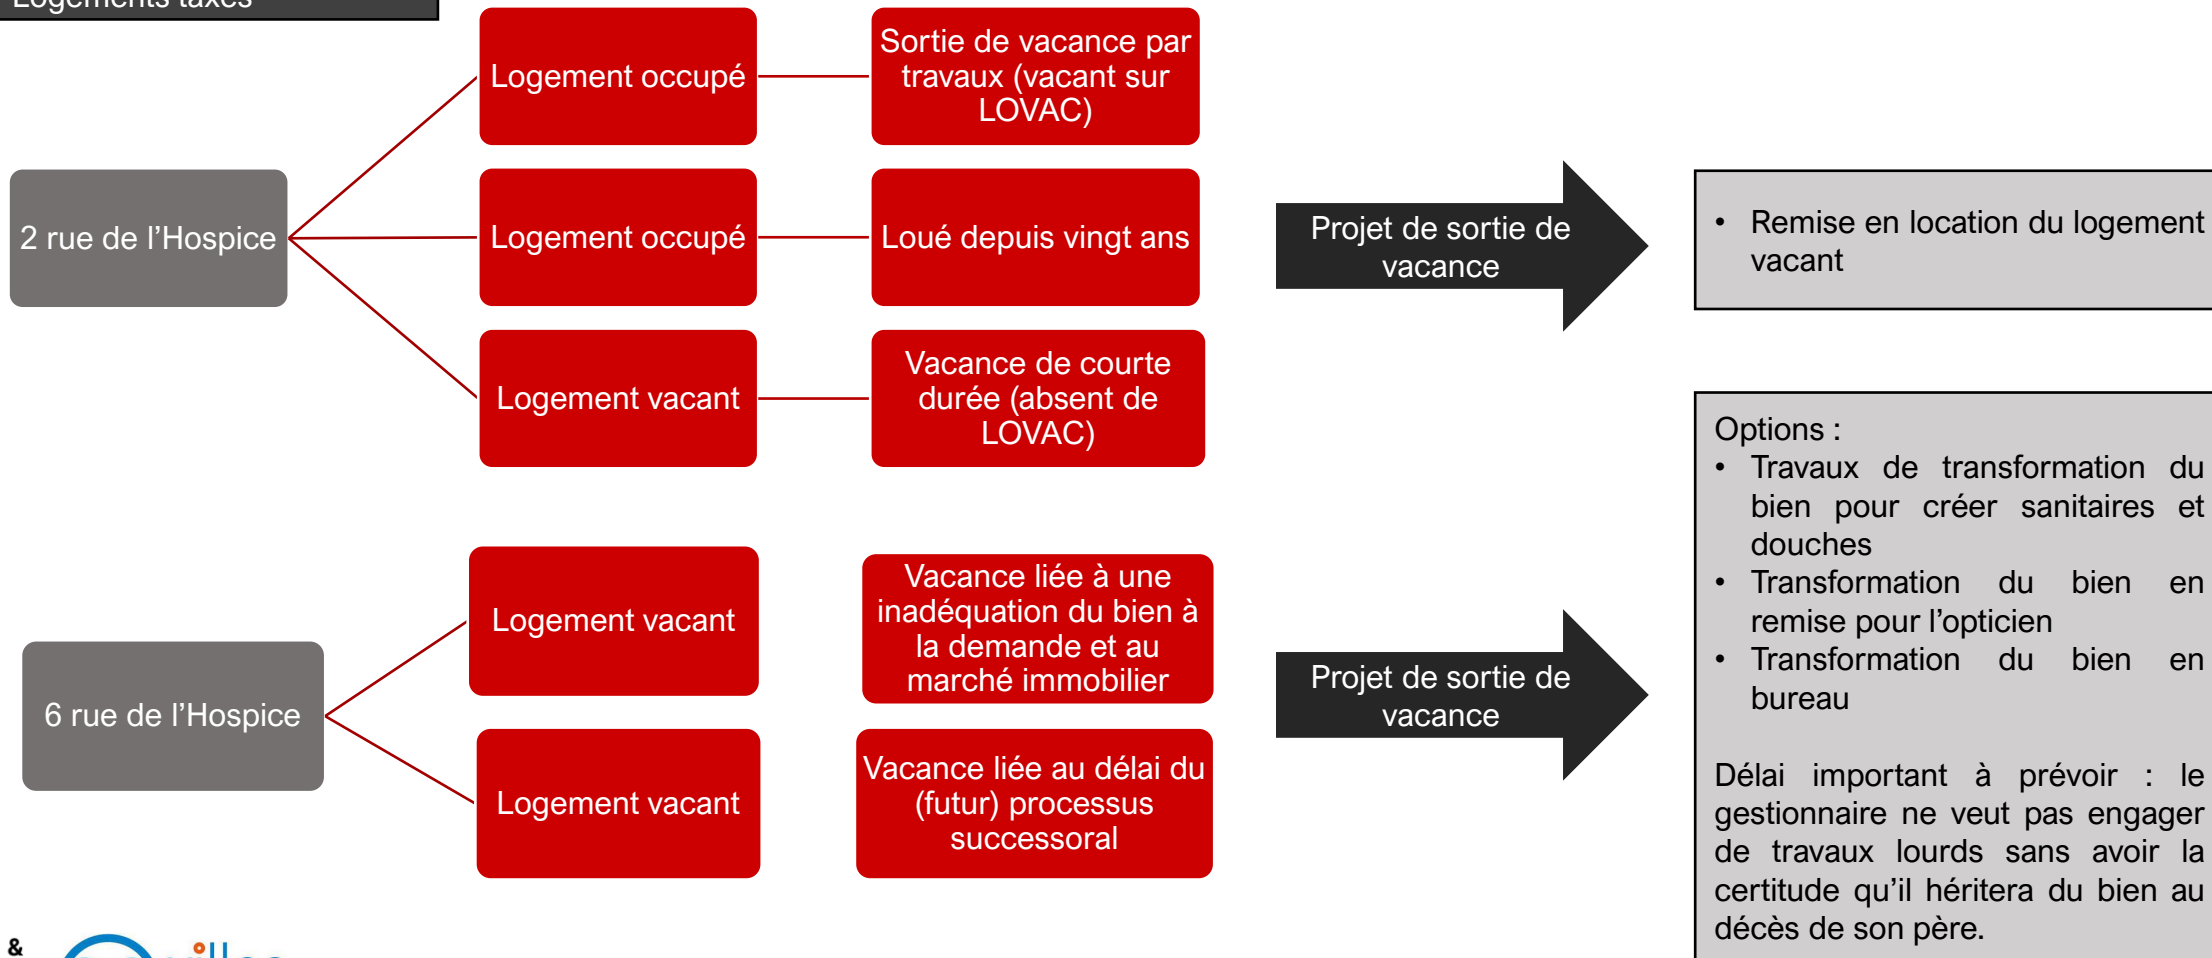 Logements taxés
2 rue de l’Hospice
Logement occupé
Sortie de vacance par
travaux (vacant sur
LOVAC)
Logement occupé
Loué depuis vingt ans
Logement vacant
Vacance de courte
durée (absent de
LOVAC)
Projet de sortie de
vacance
• Remise en location du logement
vacant
6 rue de l’Hospice
Logement vacant
Vacance liée à une
inadéquation du bien à
la demande et au
marché immobilier
Logement vacant
Vacance liée au délai du
(futur) processus
successoral
Projet de sortie de
vacance
Options :
• Travaux de transformation du
bien pour créer sanitaires et
douches
• Transformation du bien en
remise pour l’opticien
• Transformation du bien en
bureau
Délai important à prévoir : le
gestionnaire ne veut pas engager
de travaux lourds sans avoir la
certitude qu’il héritera du bien au
décès de son père.
&